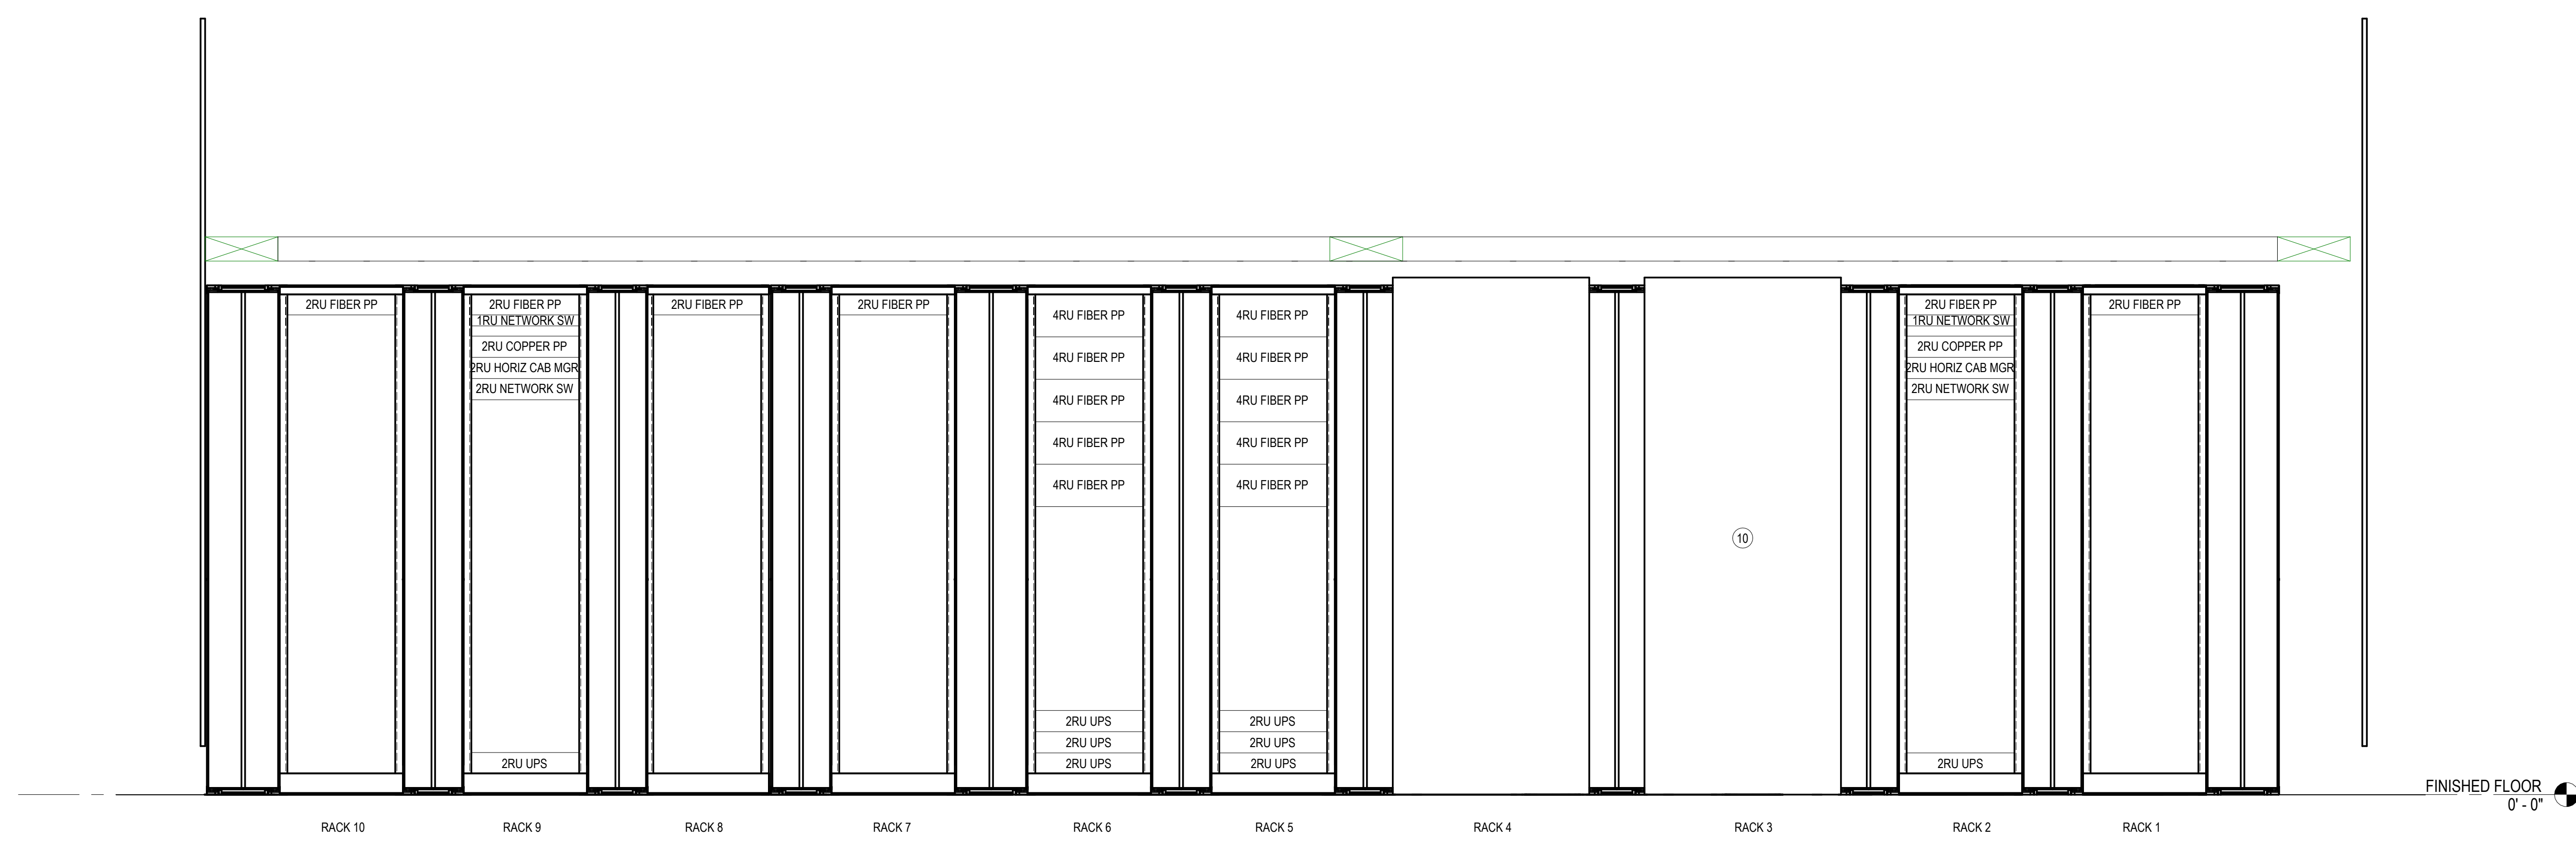 2RU FIBER PP
2RU FIBER PP
1RU NETWORK SW
2RU COPPER PP
2RU HORIZ CAB MGR
2RU NETWORK SW
2RU UPS
2RU FIBER PP
2RU FIBER PP
4RU FIBER PP
4RU FIBER PP
4RU FIBER PP
4RU FIBER PP
4RU FIBER PP
2RU UPS
2RU UPS
2RU UPS
4RU FIBER PP
4RU FIBER PP
4RU FIBER PP
4RU FIBER PP
4RU FIBER PP
2RU UPS
2RU UPS
2RU UPS
10
2RU FIBER PP
1RU NETWORK SW
2RU COPPER PP
2RU HORIZ CAB MGR
2RU NETWORK SW
2RU UPS
2RU FIBER PP
FINISHED FLOOR
0' - 0"
RACK 10
RACK 9
RACK 8
RACK 7
RACK 6
RACK 5
RACK 4
RACK 3
RACK 2
RACK 1